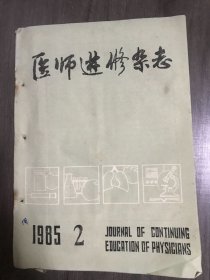 医师进修杂志
1985 2
JOURNAL OF CONTINUING
EDUCATION OF PHYSICIANS